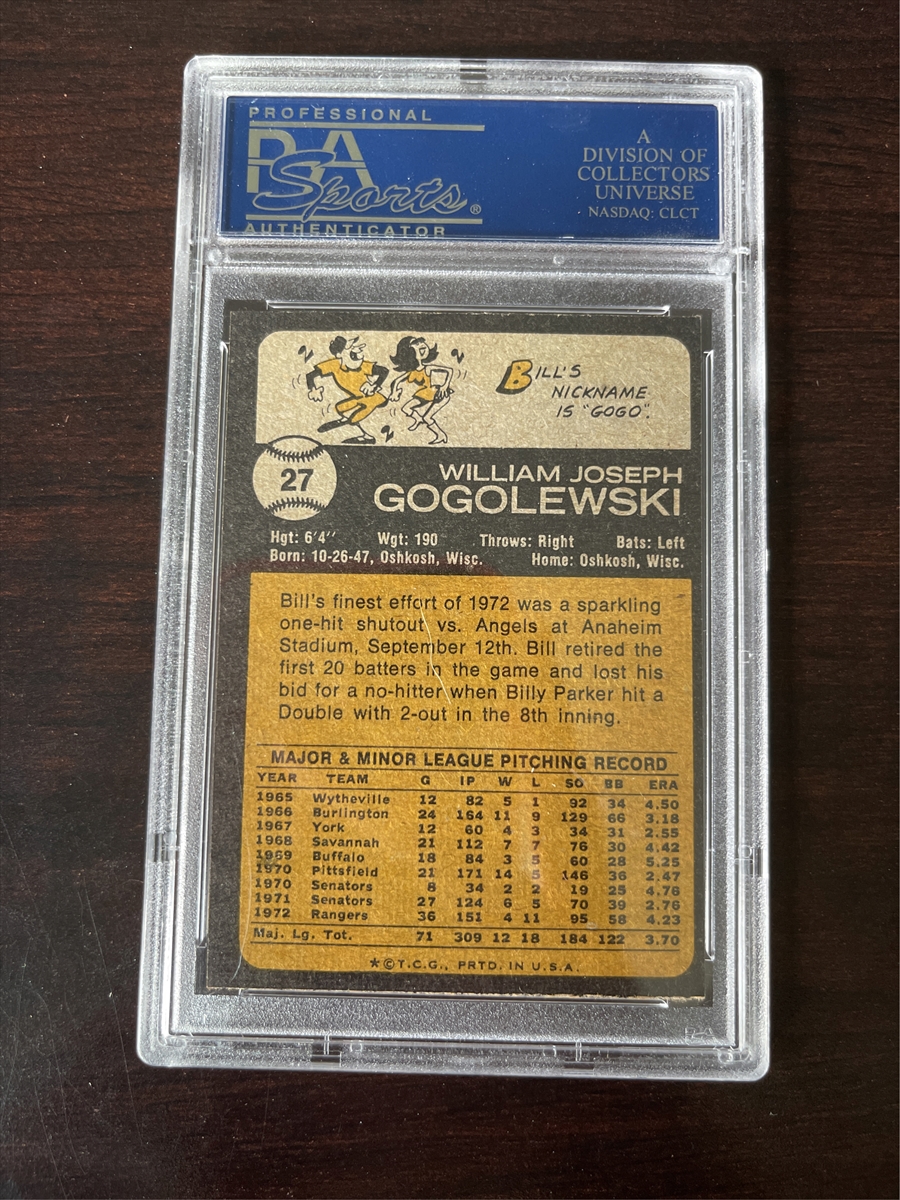 PROFESSIONAL
PSA
Sports®
AUTHENTICATOR
A
DIVISION OF
COLLECTORS
UNIVERSE
NASDAQ: CLCT
2
2
2
BILL'S
NICKNAME
IS "GOGO".
27
WILLIAM JOSEPH
GOGOLEWSKI
Hgt: 6'4" Wgt: 190 Throws: Right Bats: Left
Born: 10-26-47, Oshkosh, Wisc. Home: Oshkosh, Wisc.
Bill's finest effort of 1972 was a sparkling
one-hit shutout vs. Angels at Anaheim
Stadium, September 12th. Bill retired the
first 20 batters in the game and lost his
bid for a no-hitter when Billy Parker hit a
Double with 2-out in the 8th inning.
MAJOR & MINOR LEAGUE PITCHING RECORD
YEAR TEAM G IP W L SO BB ERA
1965 Wytheville 12 82 5 1 92 34 4.50
1966 Burlington 24 164 11 9 129 66 3.18
1967 York 12 60 4 3 34 31 2.55
1968 Savannah 21 112 7 7 76 30 4.42
1969 Buffalo 18 84 3 5 60 28 5.25
1970 Pittsfield 21 171 14 5 146 36 2.47
1970 Senators 8 34 2 2 19 25 4.76
1971 Senators 27 124 6 5 70 39 2.76
1972 Rangers 36 151 4 11 95 58 4.23
Maj. Lg. Tot. 71 309 12 18 184 122 3.70
★©T.C.G., PRTD. IN U.S.A.